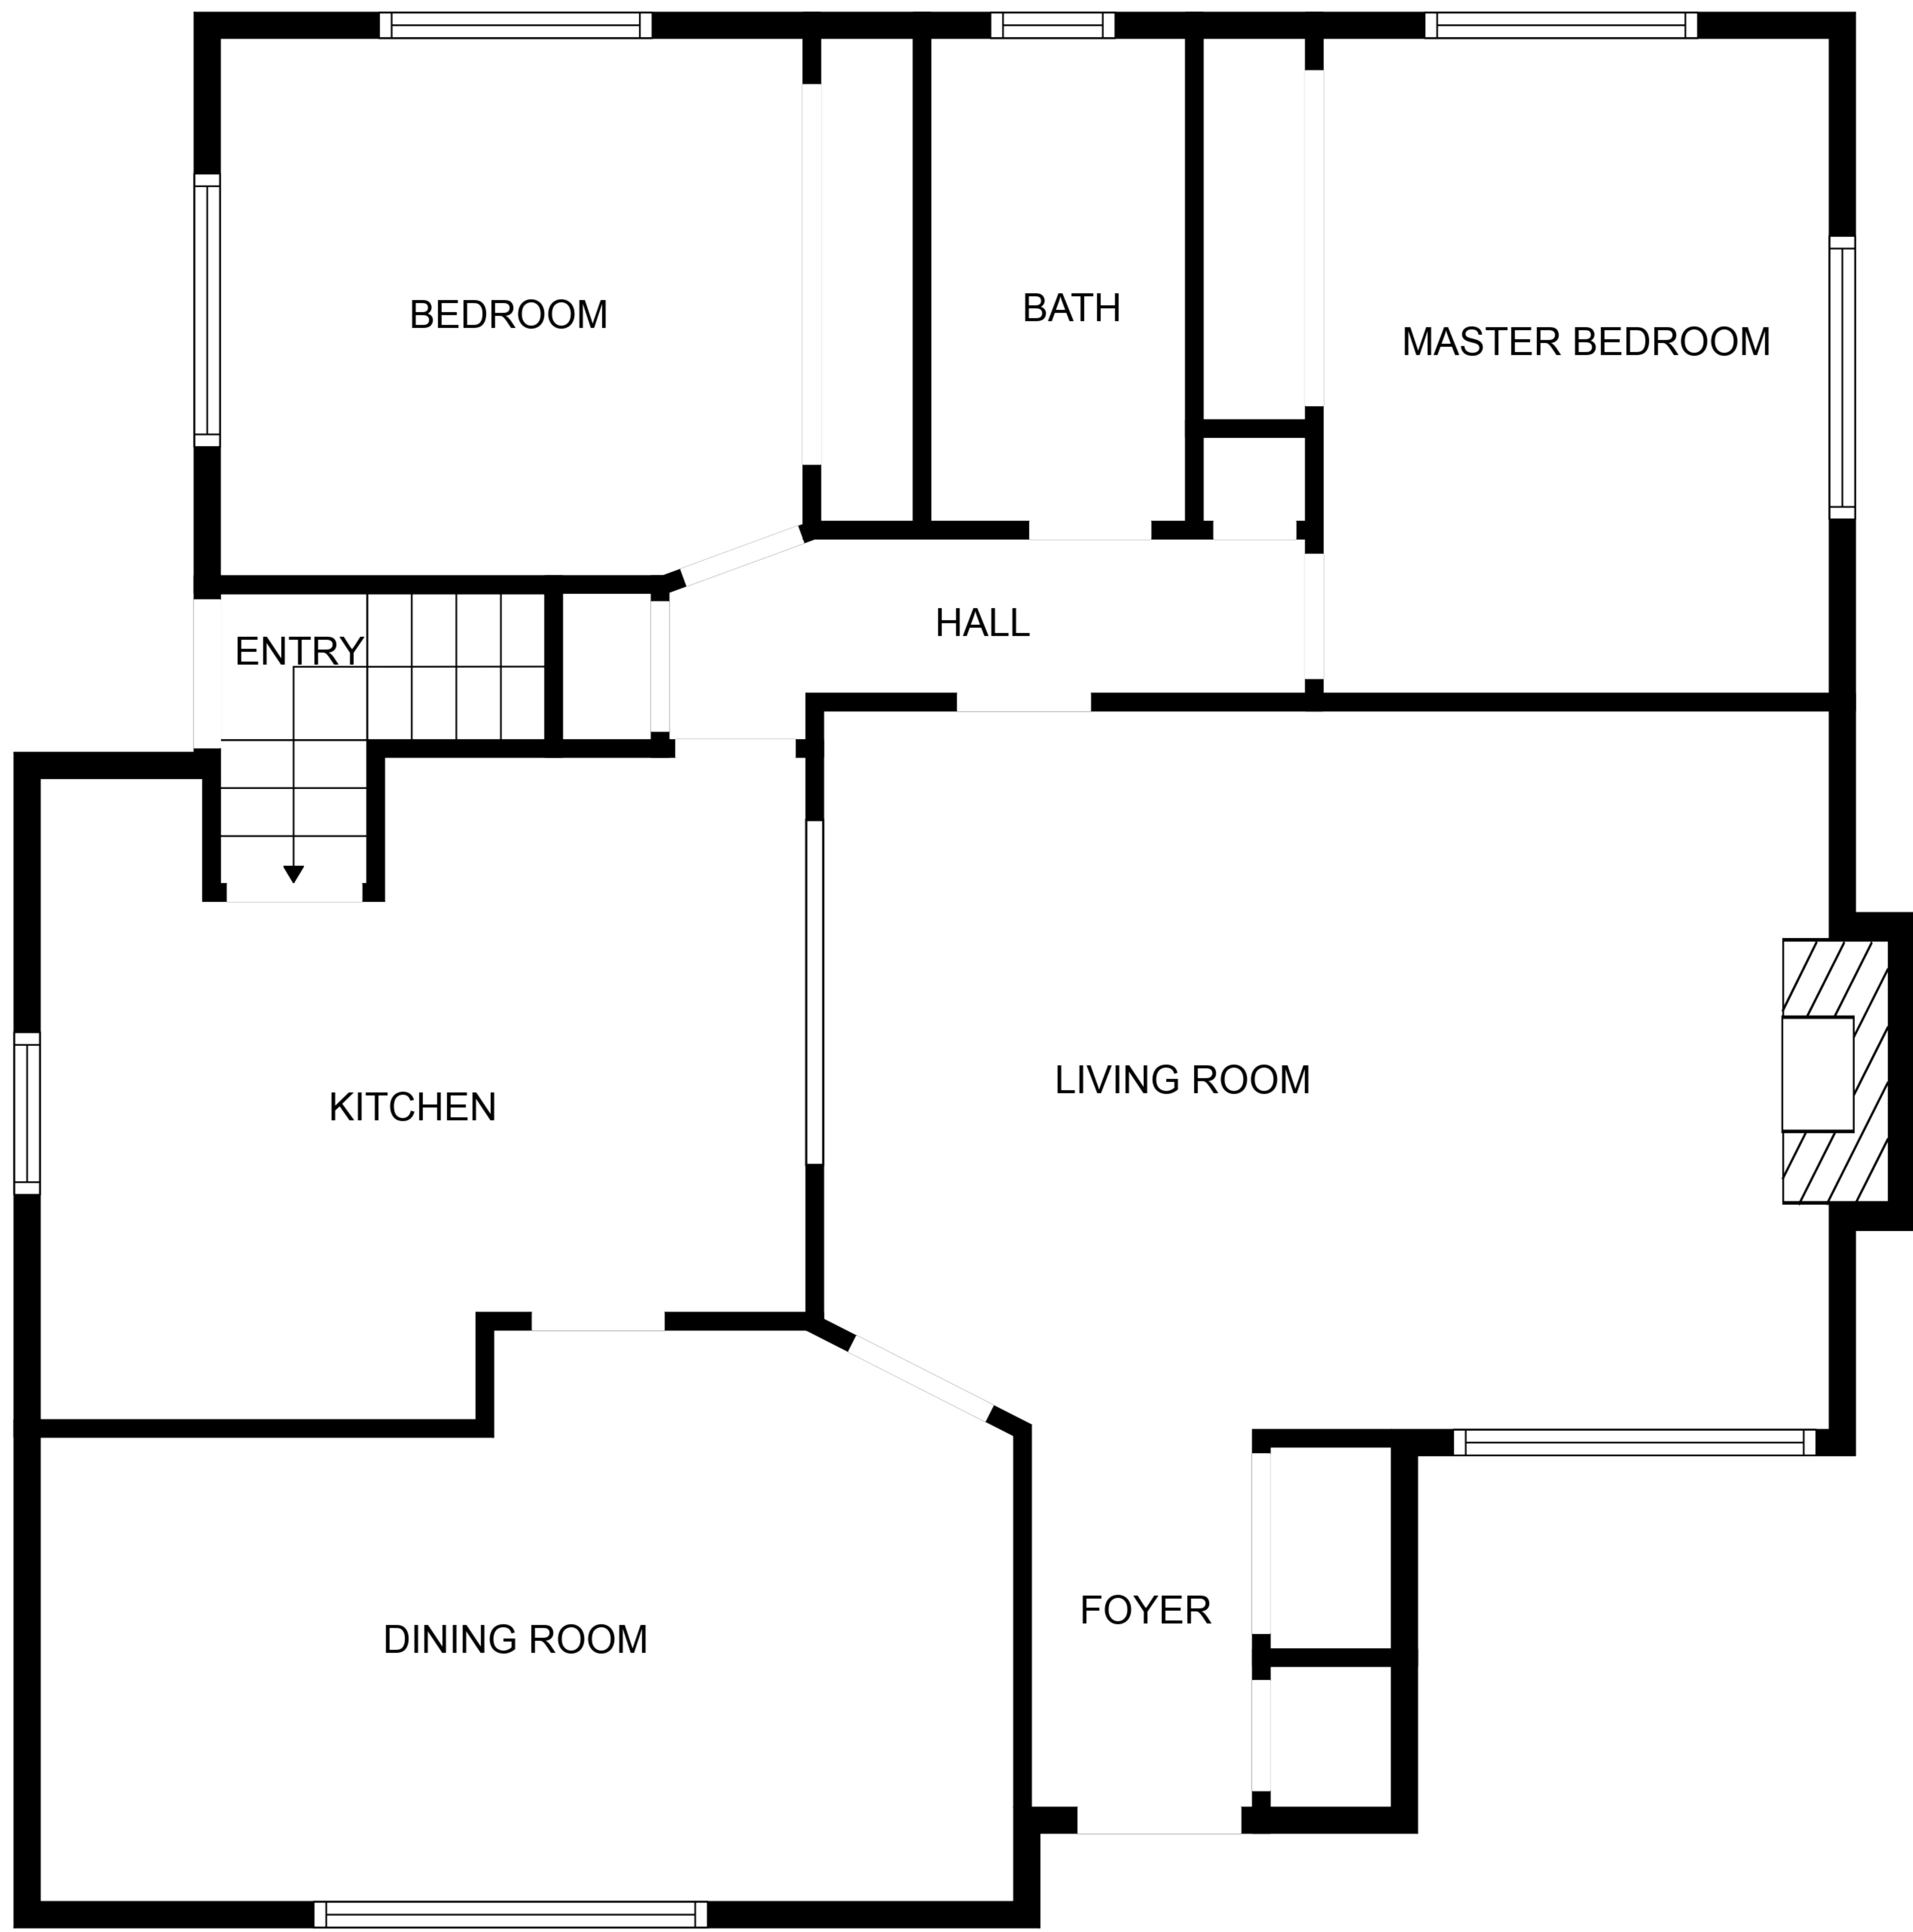 BEDROOM
BATH
MASTER BEDROOM
HALL
ENTRY
KITCHEN
LIVING ROOM
DINING ROOM
FOYER